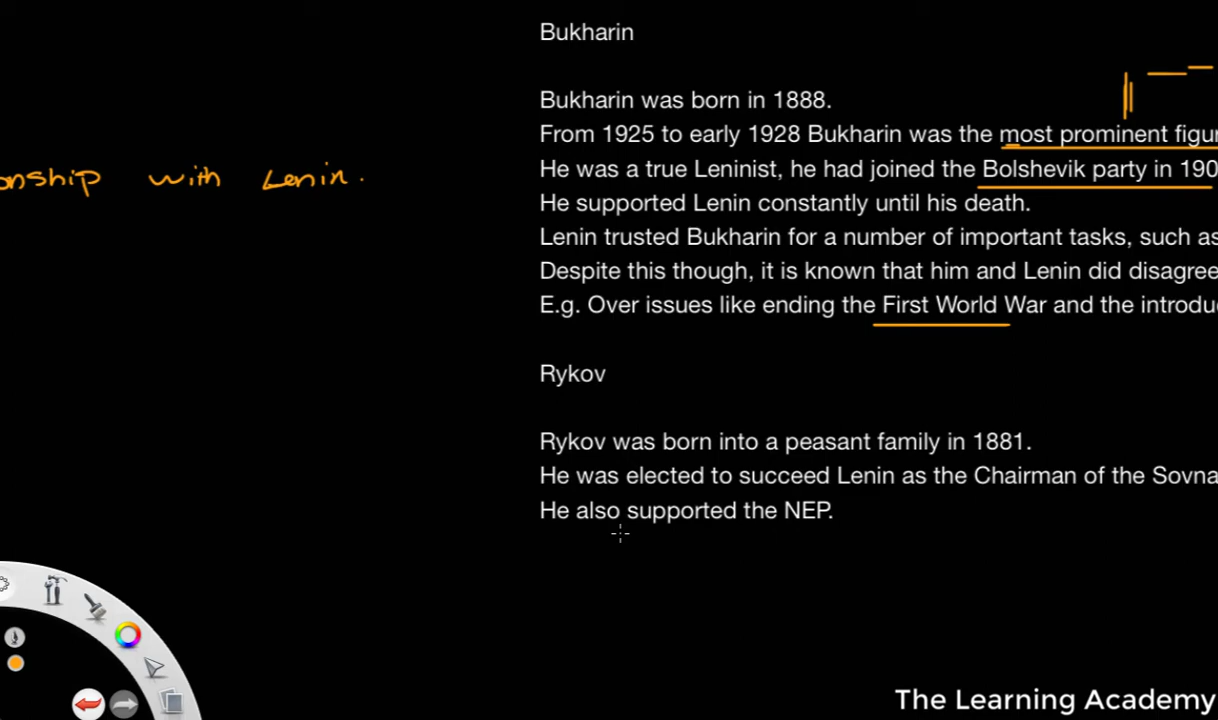 Bukharin
Bukharin was born in 1888.
From 1925 to early 1928 Bukharin was the most prominent figu
He was a true Leninist, he had joined the Bolshevik party in 190
onship with Lenin.
He supported Lenin constantly until his death.
Lenin trusted Bukharin for a number of important tasks, such as
Despite this though, it is known that him and Lenin did disagree
E.g. Over issues like ending the First World War and the introdu
Rykov
Rykov was born into a peasant family in 1881.
He was elected to succeed Lenin as the Chairman of the Sovna
He also supported the NEP.
The Learning Academy